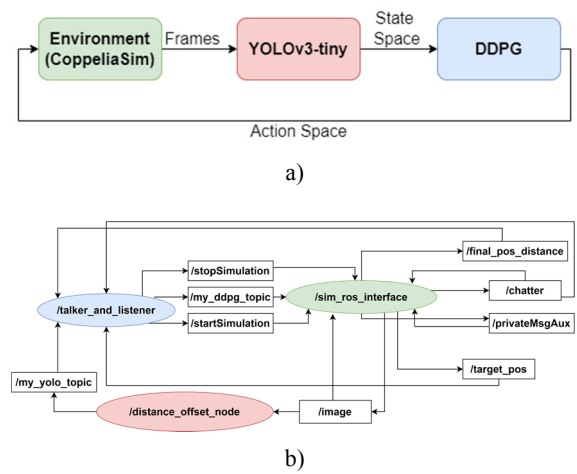 Environment
(CoppeliaSim)
Frames
YOLOv3-tiny
State
Space
DDPG
Action Space
a)
/final_pos_distance
/stopSimulation
/talker_and_listener
/my_ddpg_topic
/sim_ros_interface
/chatter
/startSimulation
/privateMsgAux
/target_pos
/my_yolo_topic
/distance_offset_node
/image
b)